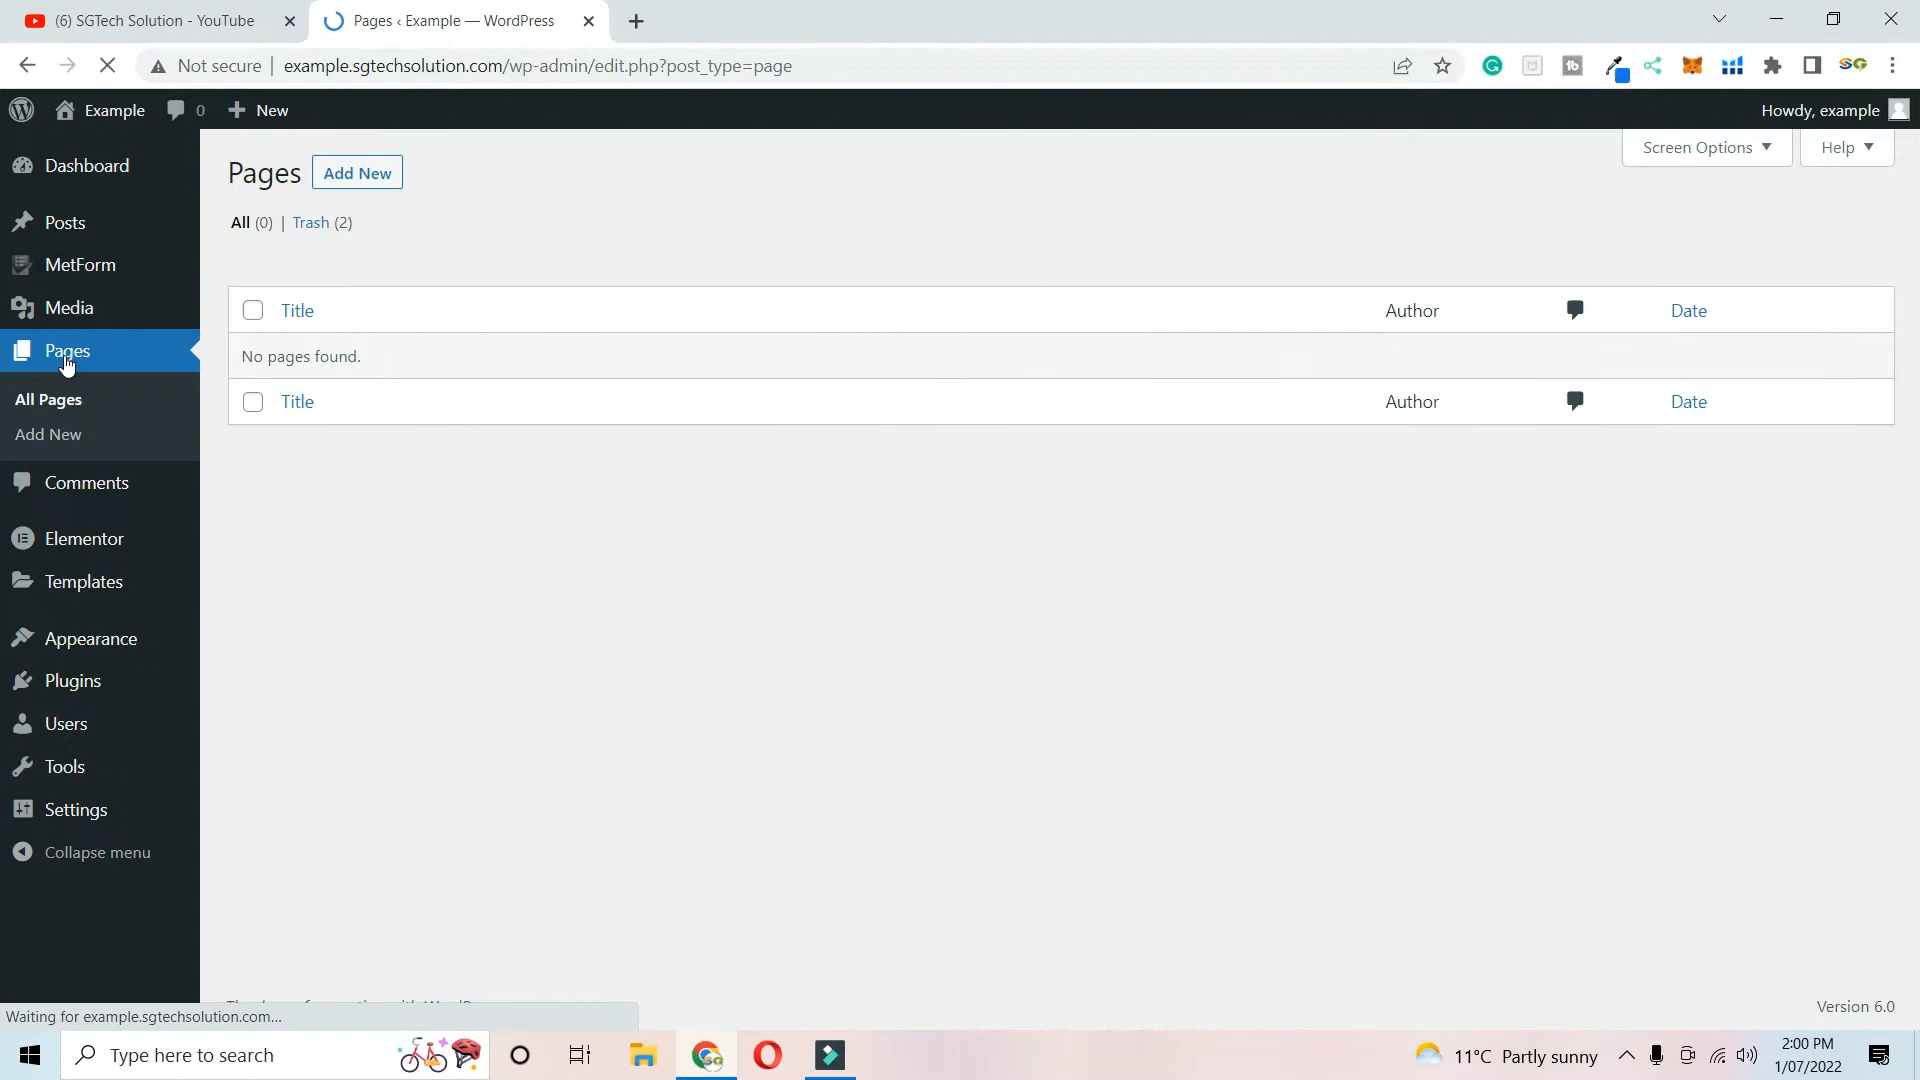 (6) SGTech Solution - YouTube
Pages ‹ Example — WordPress
Not secure
example.sgtechsolution.com/wp-admin/edit.php?post_type=page
Example
0
New
Howdy, example
Dashboard
Posts
MetForm
Media
Pages
All Pages
Add New
Comments
Elementor
Templates
Appearance
Plugins
Users
Tools
Settings
Collapse menu
Screen Options
Help
Pages
Add New
All (0) | Trash (2)
Title
Author
Date
No pages found.
Title
Author
Date
Version 6.0
Waiting for example.sgtechsolution.com...
Type here to search
11°C Partly sunny
2:00 PM
1/07/2022